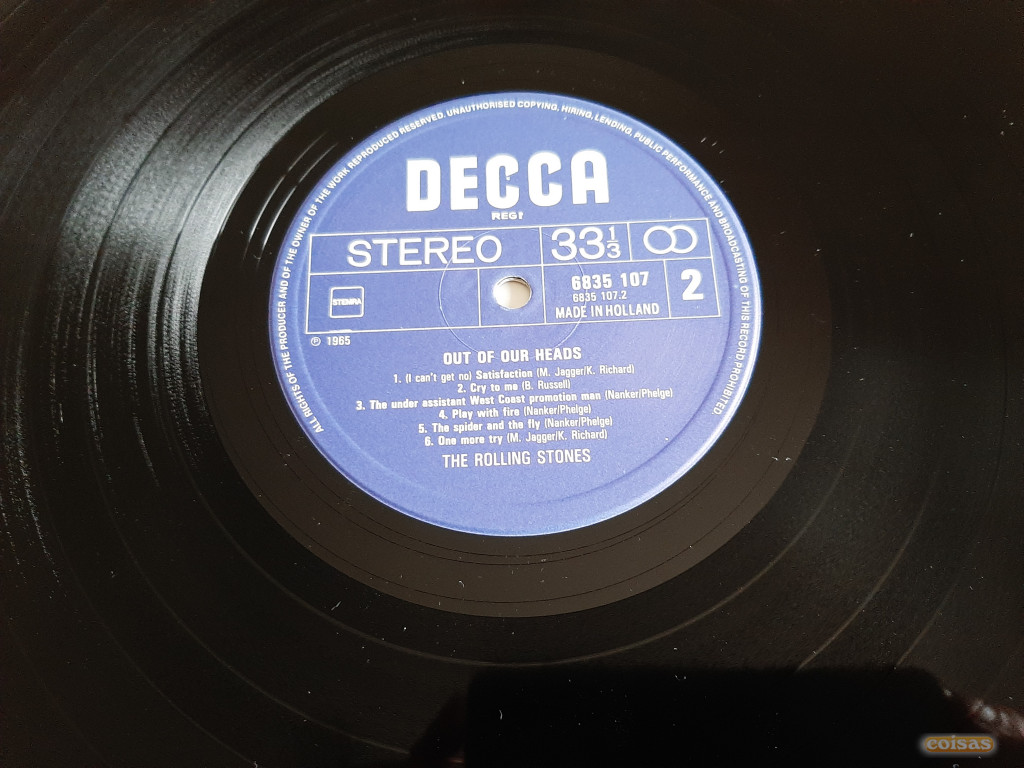 ALL RIGHTS OF THE PRODUCER AND OF THE OWNER OF THE WORK REPRODUCED RESERVED. UNAUTHORISED COPYING, HIRING, LENDING, PUBLIC PERFORMANCE AND BROADCASTING OF THIS RECORD PROHIBITED.
DECCA
REGD
STEREO 33 1/3
STEMRA
6835 107
6835 107.2
MADE IN HOLLAND
2
℗ 1965
OUT OF OUR HEADS
1. (I can't get no) Satisfaction (M. Jagger/K. Richard)
2. Cry to me (B. Russell)
3. The under assistant West Coast promotion man (Nanker/Phelge)
4. Play with fire (Nanker/Phelge)
5. The spider and the fly (Nanker/Phelge)
6. One more try (M. Jagger/K. Richard)
THE ROLLING STONES
coisas